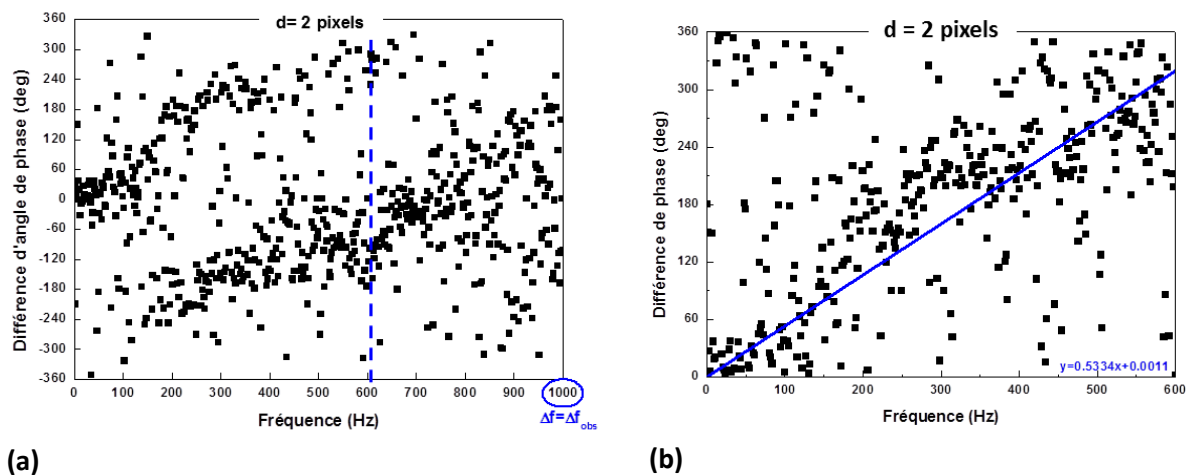 d= 2 pixels
Différence d'angle de phase (deg)
360
300
240
180
120
60
0
-60
-120
-180
-240
-300
-360
0 100 200 300 400 500 600 700 800 900 1000
Fréquence (Hz)
Δf=Δf_obs
(a)
d = 2 pixels
Différence de phase (deg)
360
300
240
180
120
60
0
y=0.5334x+0.0011
0 100 200 300 400 500 600
Fréquence (Hz)
(b)